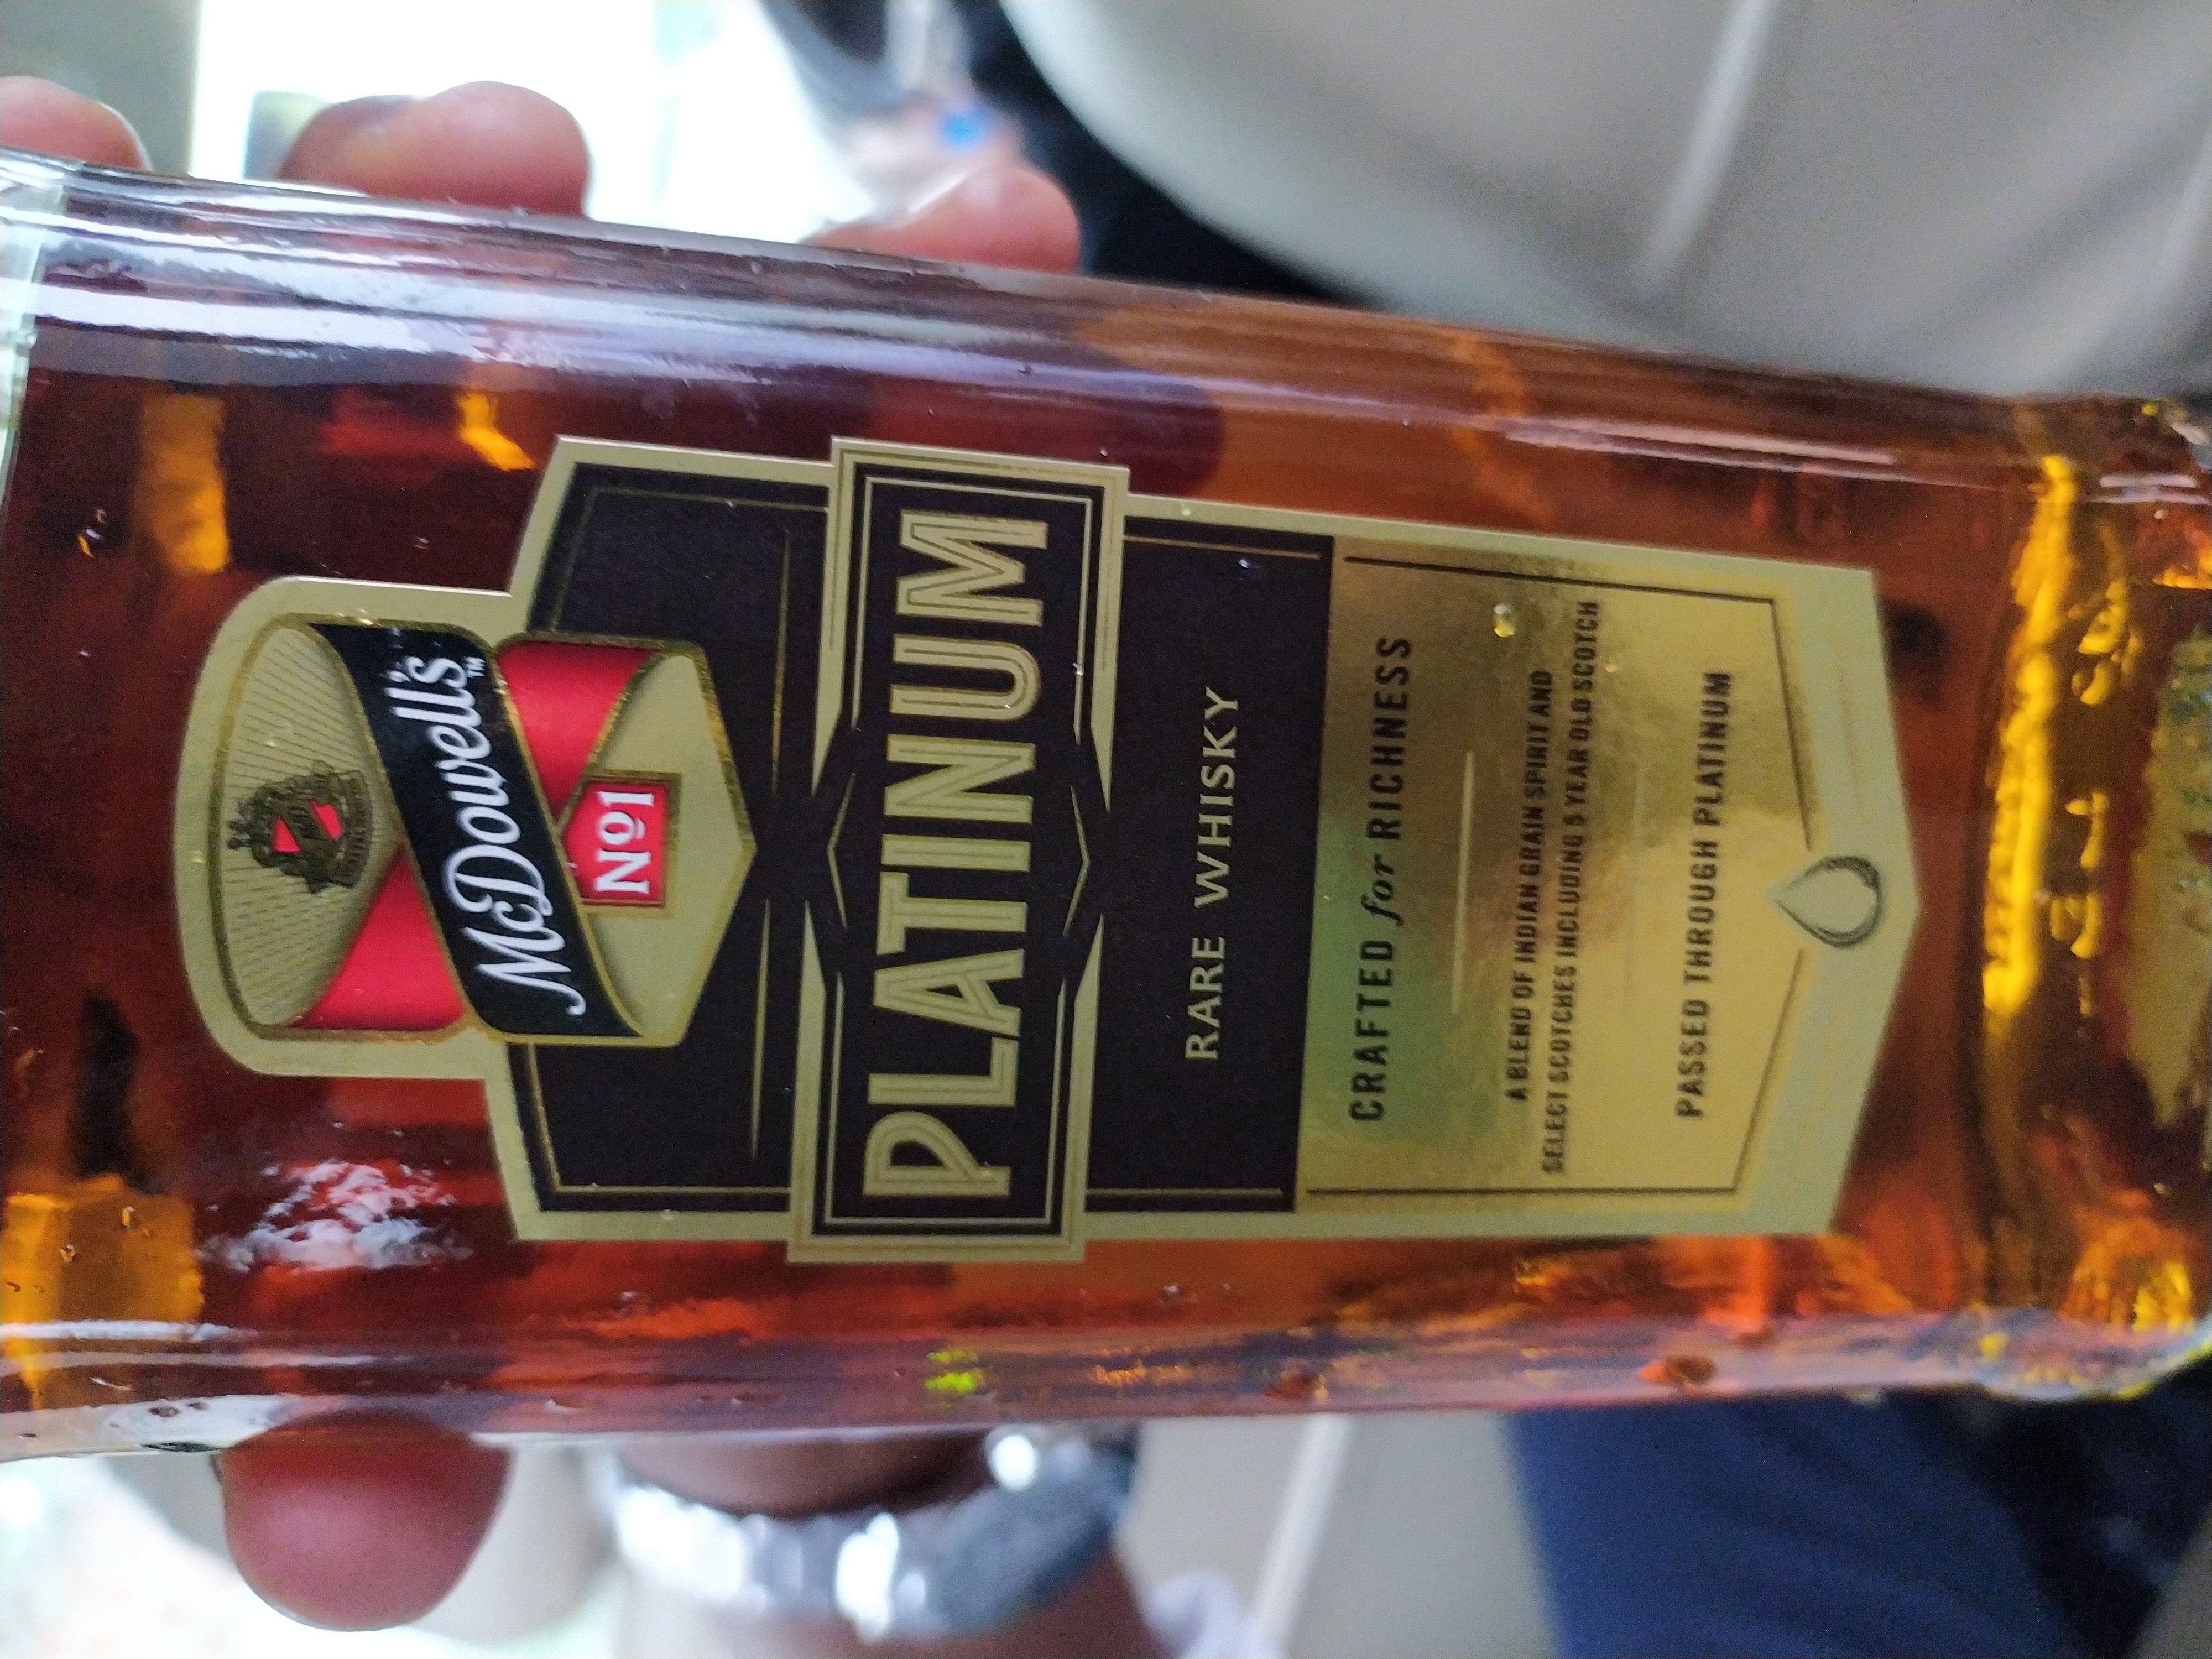 McDowell's™
Nº1
PLATINUM
RARE WHISKY
CRAFTED for RICHNESS
A BLEND OF INDIAN GRAIN SPIRIT AND
SELECT SCOTCHES INCLUDING 5 YEAR OLD SCOTCH
PASSED THROUGH PLATINUM